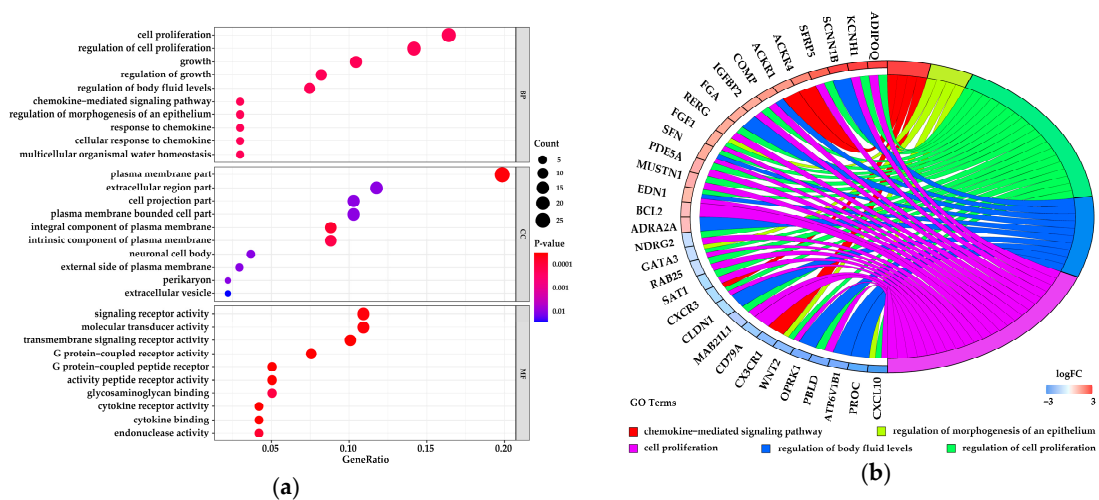 cell proliferation
regulation of cell proliferation
growth
regulation of growth
regulation of body fluid levels
chemokine−mediated signaling pathway
regulation of morphogenesis of an epithelium
response to chemokine
cellular response to chemokine
multicellular organismal water homeostasis
BP
plasma membrane part
extracellular region part
cell projection part
plasma membrane bounded cell part
integral component of plasma membrane
intrinsic component of plasma membrane
neuronal cell body
external side of plasma membrane
perikaryon
extracellular vesicle
CC
signaling receptor activity
molecular transducer activity
transmembrane signaling receptor activity
G protein−coupled receptor activity
G protein−coupled peptide receptor
activity peptide receptor activity
glycosaminoglycan binding
cytokine receptor activity
cytokine binding
endonuclease activity
MF
0.05 0.10 0.15 0.20
GeneRatio
Count
5
10
15
20
25
P-value
0.0001
0.001
0.01
(a)
ADIPOQ
KCNH1
SCNN1B
SFRP5
ACKR4
ACKR1
COMP
IGFBP2
FGA
RERG
FGF1
SFN
PDE5A
MUSTN1
EDN1
BCL2
ADRA2A
NDRG2
GATA3
RAB25
SAT1
CXCR3
CLDN1
MAB21L1
CD79A
CX3CR1
WNT2
OPRK1
PBLD
ATP6V1B1
PROC
CXCL10
logFC
−3 3
GO Terms
chemokine−mediated signaling pathway
regulation of morphogenesis of an epithelium
cell proliferation
regulation of body fluid levels
regulation of cell proliferation
(b)